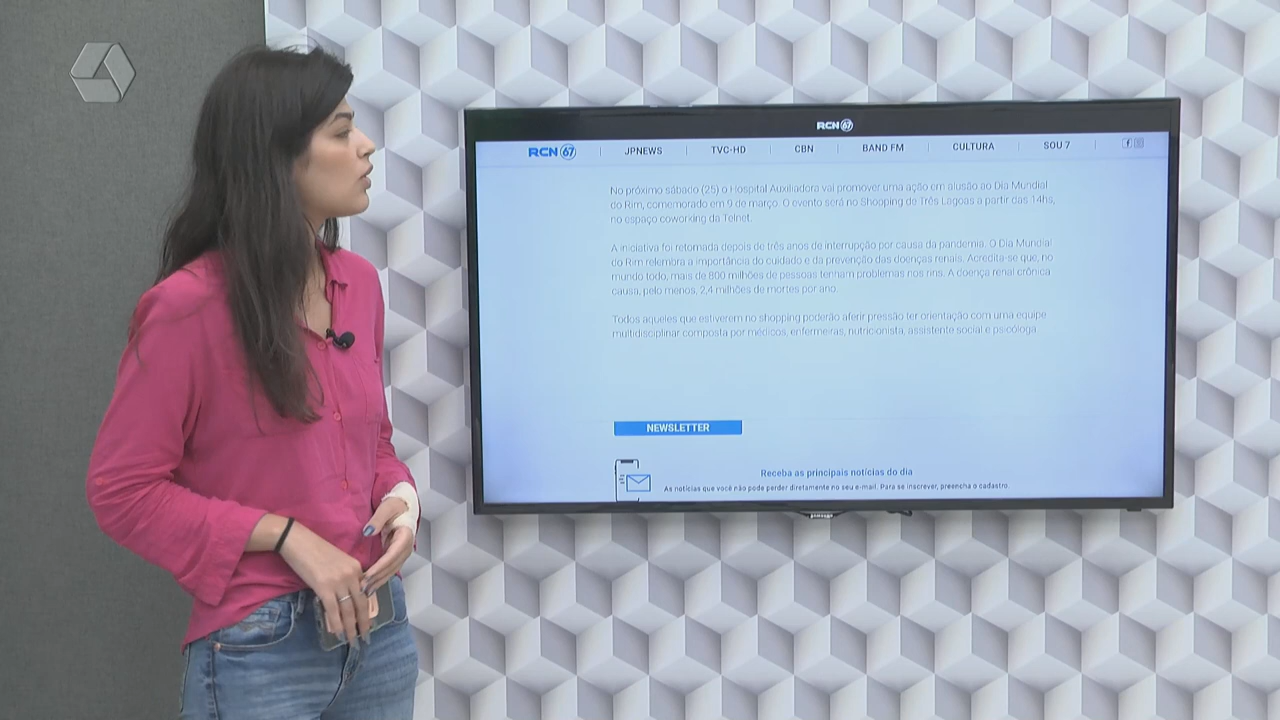 RCN 67
RCN 67 JPNEWS TVC-HD CBN BAND FM CULTURA SOU 7
No próximo sábado (25) o Hospital Auxiliadora vai promover uma ação em alusão ao Dia Mundial
do Rim, comemorado em 9 de março. O evento será no Shopping de Três Lagoas a partir das 14hs,
no espaço coworking da Telnet.
A iniciativa foi retomada depois de três anos de interrupção por causa da pandemia. O Dia Mundial
do Rim relembra a importância do cuidado e da prevenção das doenças renais. Acredita-se que, no
mundo todo, mais de 800 milhões de pessoas tenham problemas nos rins. A doença renal crônica
causa, pelo menos, 2,4 milhões de mortes por ano.
Todos aqueles que estiverem no shopping poderão aferir pressão ter orientação com uma equipe
multidisciplinar composta por médicos, enfermeiras, nutricionista, assistente social e psicóloga
NEWSLETTER
Receba as principais notícias do dia
As notícias que você não pode perder diretamente no seu e-mail. Para se inscrever, preencha o cadastro.
SAMSUNG